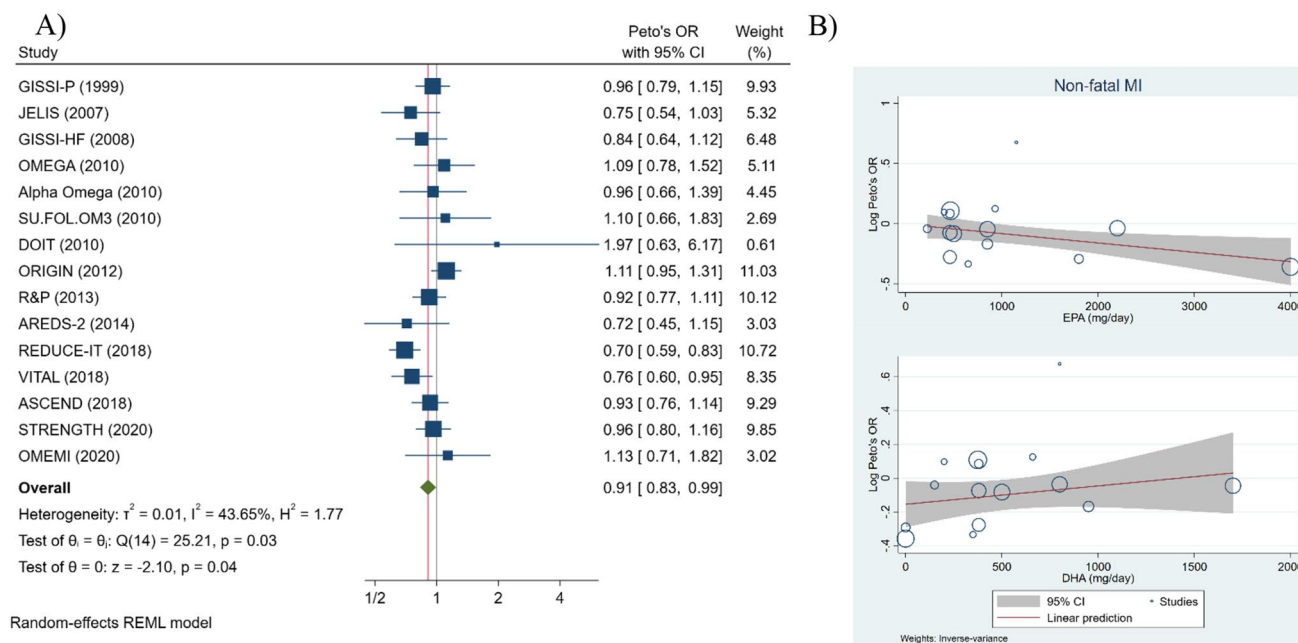 A)
Peto's OR Weight
Study with 95% CI (%)
GISSI-P (1999) 0.96 [ 0.79, 1.15] 9.93
JELIS (2007) 0.75 [ 0.54, 1.03] 5.32
GISSI-HF (2008) 0.84 [ 0.64, 1.12] 6.48
OMEGA (2010) 1.09 [ 0.78, 1.52] 5.11
Alpha Omega (2010) 0.96 [ 0.66, 1.39] 4.45
SU.FOL.OM3 (2010) 1.10 [ 0.66, 1.83] 2.69
DOIT (2010) 1.97 [ 0.63, 6.17] 0.61
ORIGIN (2012) 1.11 [ 0.95, 1.31] 11.03
R&P (2013) 0.92 [ 0.77, 1.11] 10.12
AREDS-2 (2014) 0.72 [ 0.45, 1.15] 3.03
REDUCE-IT (2018) 0.70 [ 0.59, 0.83] 10.72
VITAL (2018) 0.76 [ 0.60, 0.95] 8.35
ASCEND (2018) 0.93 [ 0.76, 1.14] 9.29
STRENGTH (2020) 0.96 [ 0.80, 1.16] 9.85
OMEMI (2020) 1.13 [ 0.71, 1.82] 3.02
Overall 0.91 [ 0.83, 0.99]
Heterogeneity: τ² = 0.01, I² = 43.65%, H² = 1.77
Test of θᵢ = θⱼ: Q(14) = 25.21, p = 0.03
Test of θ = 0: z = -2.10, p = 0.04
1/2 1 2 4
Random-effects REML model
B)
Non-fatal MI
Log Peto's OR
1
.5
0
-.5
0 1000 2000 3000 4000
EPA (mg/day)
Log Peto's OR
.6
.4
.2
0
-.2
-.4
0 500 1000 1500 2000
DHA (mg/day)
95% CI Studies
Linear prediction
Weights: Inverse-variance